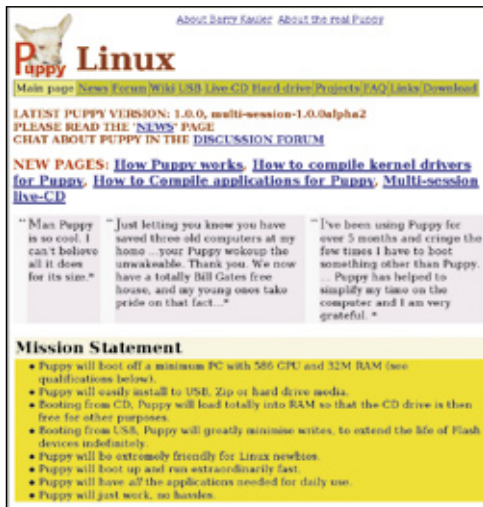 About Barry Kauler About the real Puppy
Puppy Linux
Main page News Forum Wiki USB Live CD Hard drive Projects FAQ Links Download
LATEST PUPPY VERSION: 1.0.0, multi-session-1.0.0alpha2
PLEASE READ THE 'NEWS' PAGE
CHAT ABOUT PUPPY IN THE DISCUSSION FORUM
NEW PAGES: How Puppy works, How to compile kernel drivers
for Puppy, How to Compile applications for Puppy, Multi-session
live-CD
"Man Puppy
is so cool. I
can't believe
all it does
for its size."
"Just letting you know you have
saved three old computers at my
home ...your Puppy wokeup the
unwakeable. Thank you. We now
have a totally Bill Gates free
house, and my young ones take
pride on that fact..."
"I've been using Puppy for
over 5 months and cringe the
few times I have to boot
something other than Puppy.
... Puppy has helped to
simplify my time on the
computer and I am very
grateful. "
Mission Statement
• Puppy will boot off a minimum PC with 586 CPU and 32M RAM (see
qualifications below).
• Puppy will easily install to USB, Zip or hard drive media.
• Booting from CD, Puppy will load totally into RAM so that the CD drive is then
free for other purposes.
• Booting from USB, Puppy will greatly minimise writes, to extend the life of Flash
devices indefinitely.
• Puppy will be extremely friendly for Linux newbies.
• Puppy will boot up and run extraordinarily fast.
• Puppy will have all the applications needed for daily use.
• Puppy will just work, no hassles.